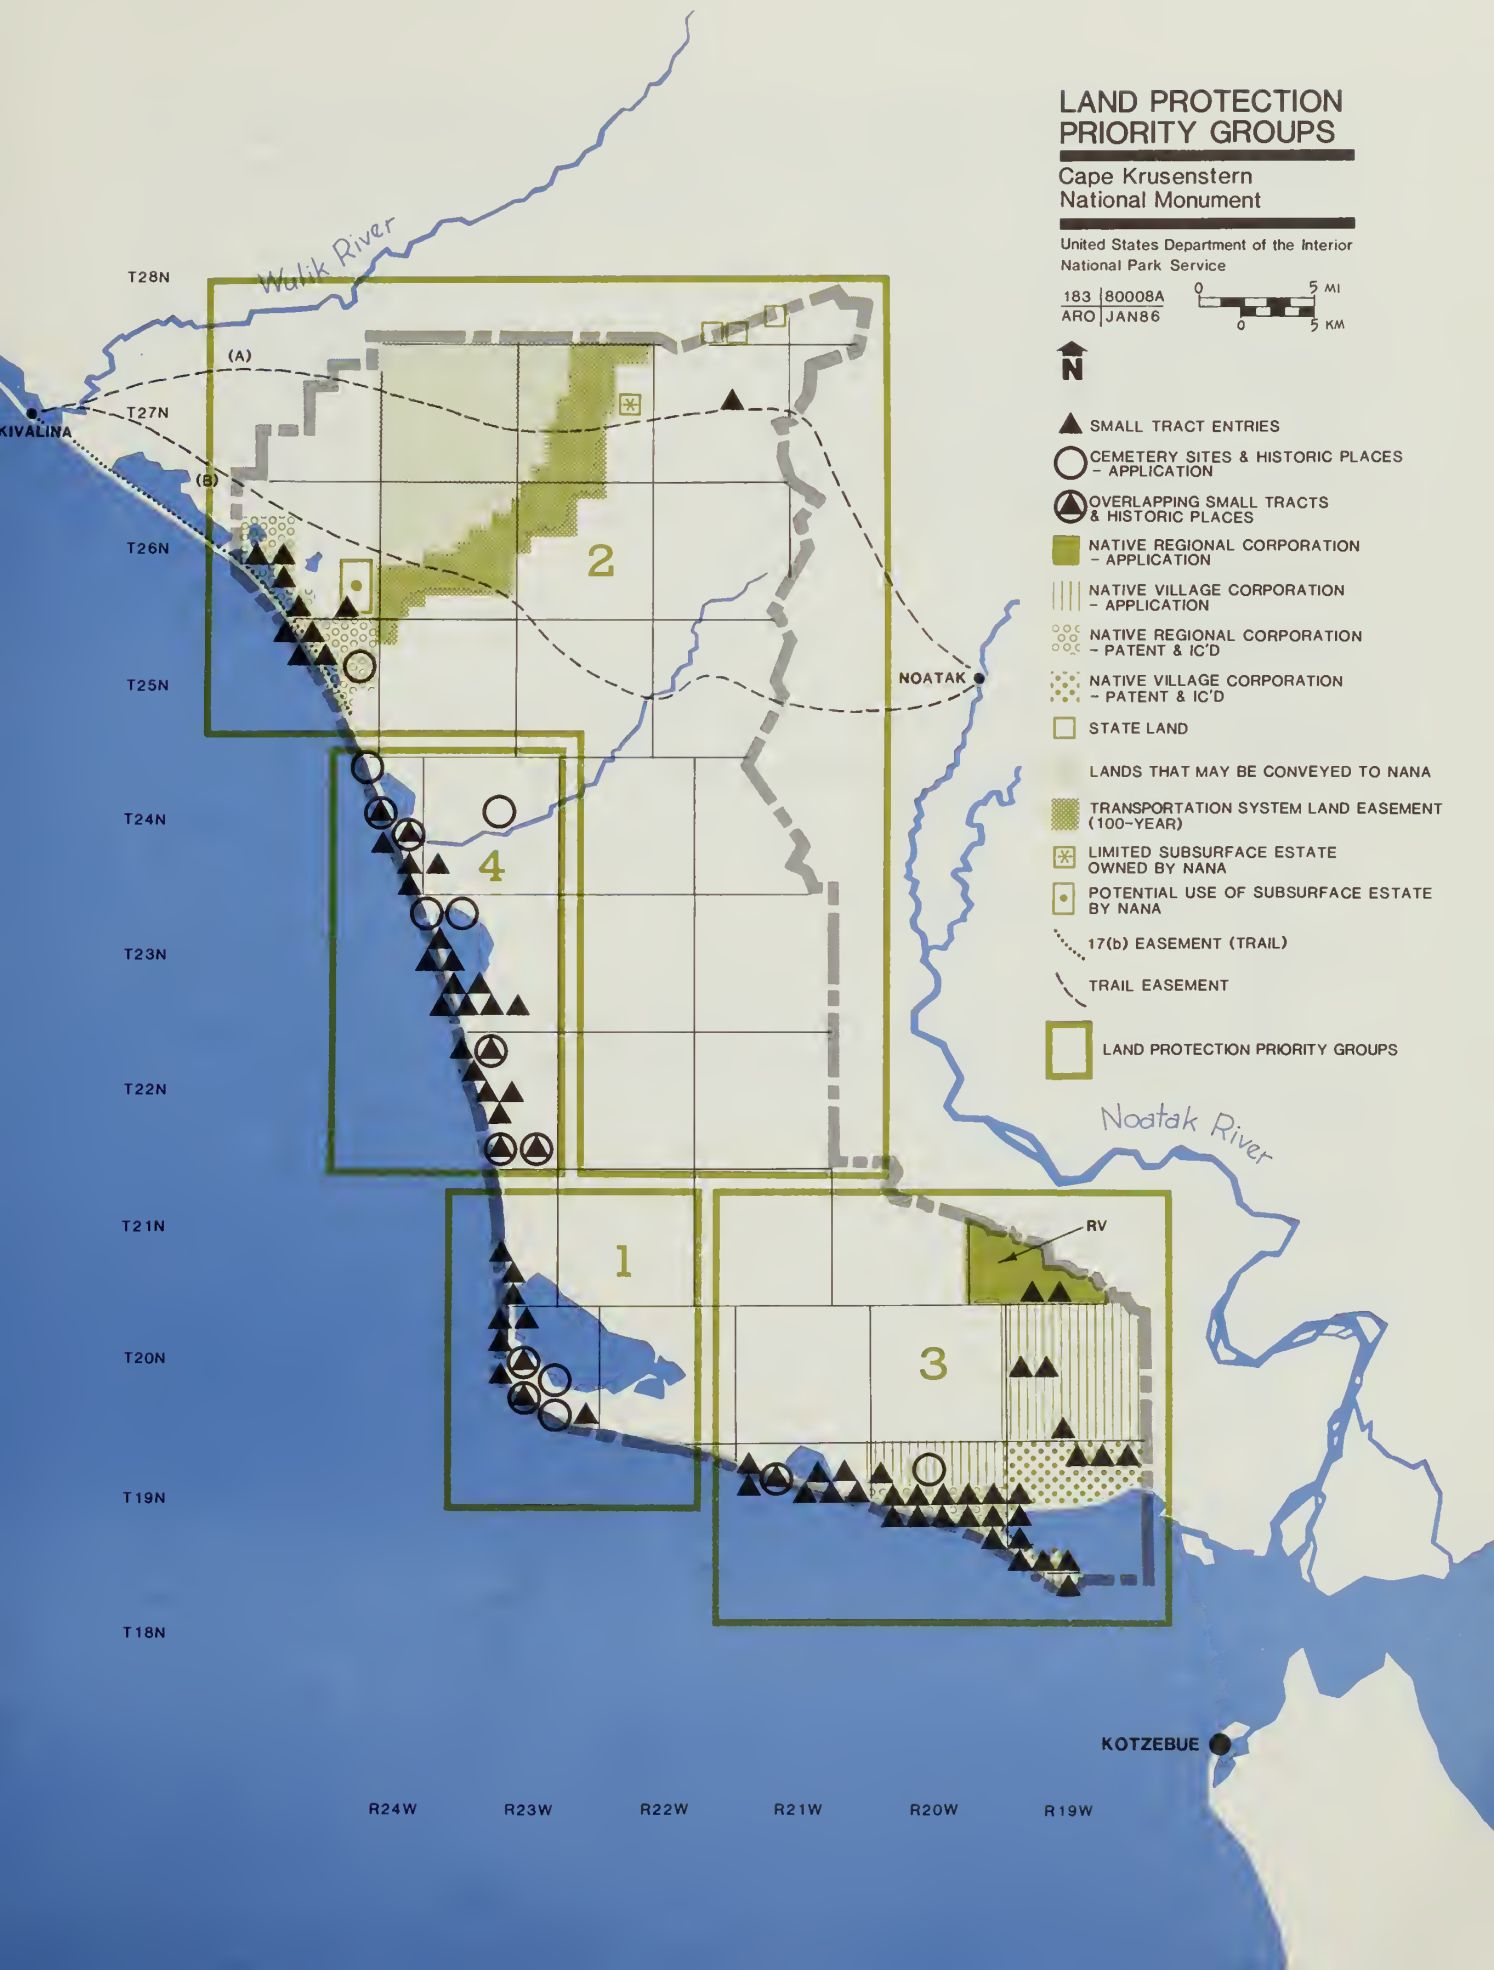 LAND PROTECTION
PRIORITY GROUPS
Cape Krusenstern
National Monument
United States Department of the Interior
National Park Service
183 80008A
ARO JAN86
0 5 MI
0 5 KM
N
SMALL TRACT ENTRIES
CEMETERY SITES & HISTORIC PLACES
- APPLICATION
OVERLAPPING SMALL TRACTS
& HISTORIC PLACES
NATIVE REGIONAL CORPORATION
- APPLICATION
NATIVE VILLAGE CORPORATION
- APPLICATION
NATIVE REGIONAL CORPORATION
- PATENT & IC'D
NATIVE VILLAGE CORPORATION
- PATENT & IC'D
STATE LAND
LANDS THAT MAY BE CONVEYED TO NANA
TRANSPORTATION SYSTEM LAND EASEMENT
(100-YEAR)
LIMITED SUBSURFACE ESTATE
OWNED BY NANA
POTENTIAL USE OF SUBSURFACE ESTATE
BY NANA
17(b) EASEMENT (TRAIL)
TRAIL EASEMENT
LAND PROTECTION PRIORITY GROUPS
Wulik River
T28N
(A)
T27N
KIVALINA
(B)
T26N
2
T25N
NOATAK
T24N
4
T23N
T22N
Noatak River
T21N
RV
1
T20N
3
T19N
T18N
KOTZEBUE
R24W R23W R22W R21W R20W R19W